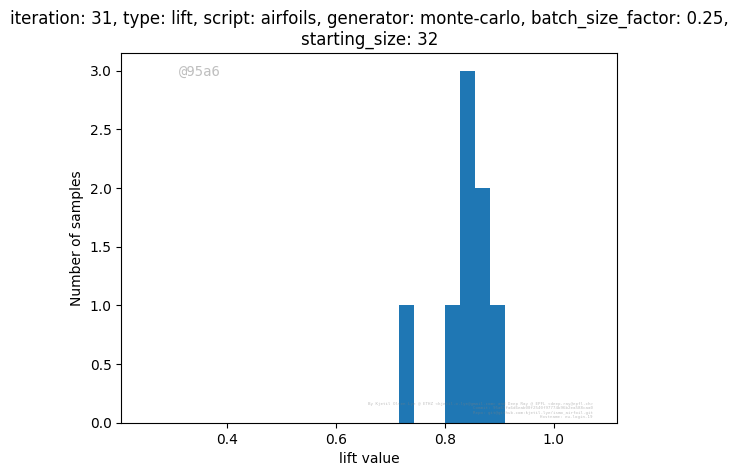 iteration: 31, type: lift, script: airfoils, generator: monte-carlo, batch_size_factor: 0.25,
starting_size: 32
@95a6
3.0
2.5
2.0
1.5
1.0
0.5
0.0
Number of samples
0.4 0.6 0.8 1.0
lift value